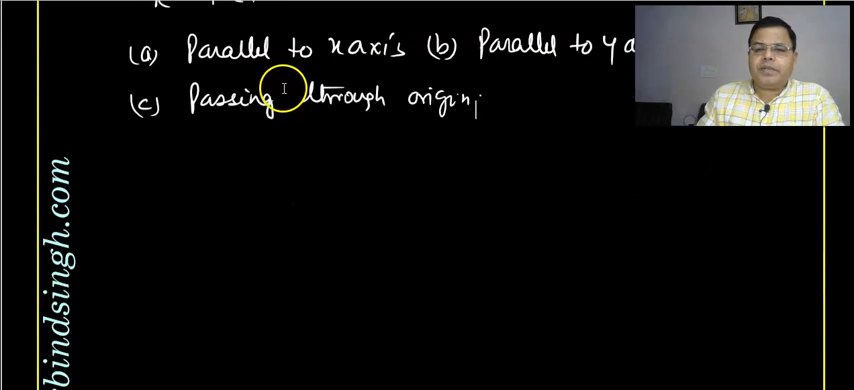 (a) Parallel to x axis (b) Parallel to y a
(c) Passing through origin;
bindsingh.com